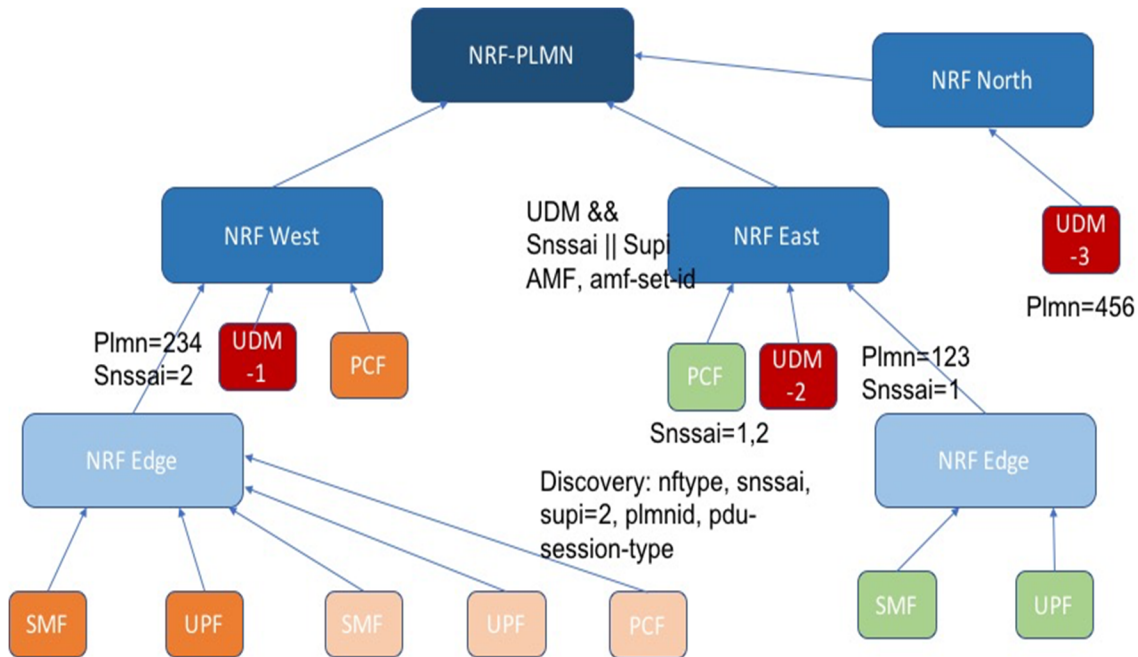 NRF-PLMN
NRF North
NRF West
UDM &&
Snssai || Supi
AMF, amf-set-id
NRF East
UDM
-3
Plmn=456
Plmn=234
Snssai=2
UDM
-1
PCF
PCF
UDM
-2
Plmn=123
Snssai=1
Snssai=1,2
NRF Edge
NRF Edge
Discovery: nftype, snssai,
supi=2, plmnid, pdu-
session-type
SMF
UPF
SMF
UPF
PCF
SMF
UPF